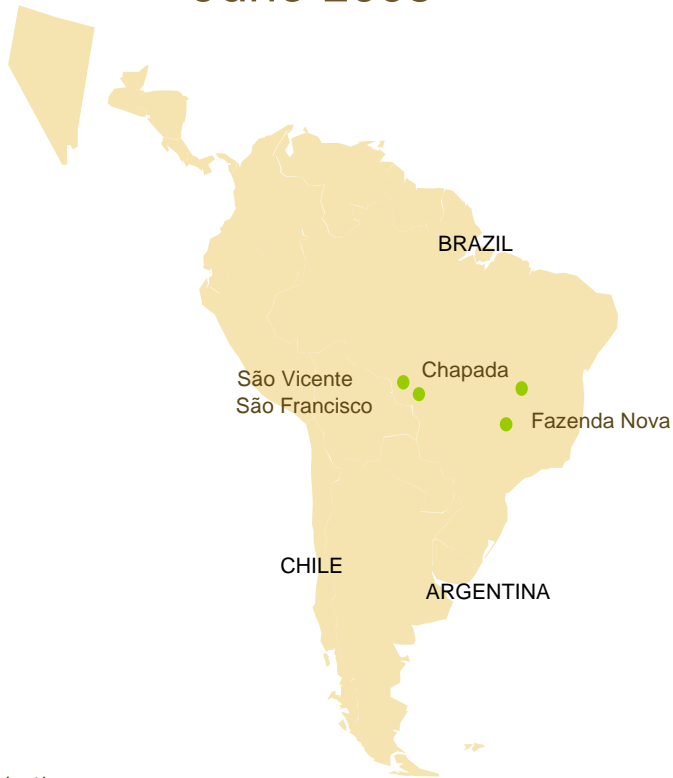 BRAZIL
Chapada
São Vicente
São Francisco
Fazenda Nova
CHILE
ARGENTINA